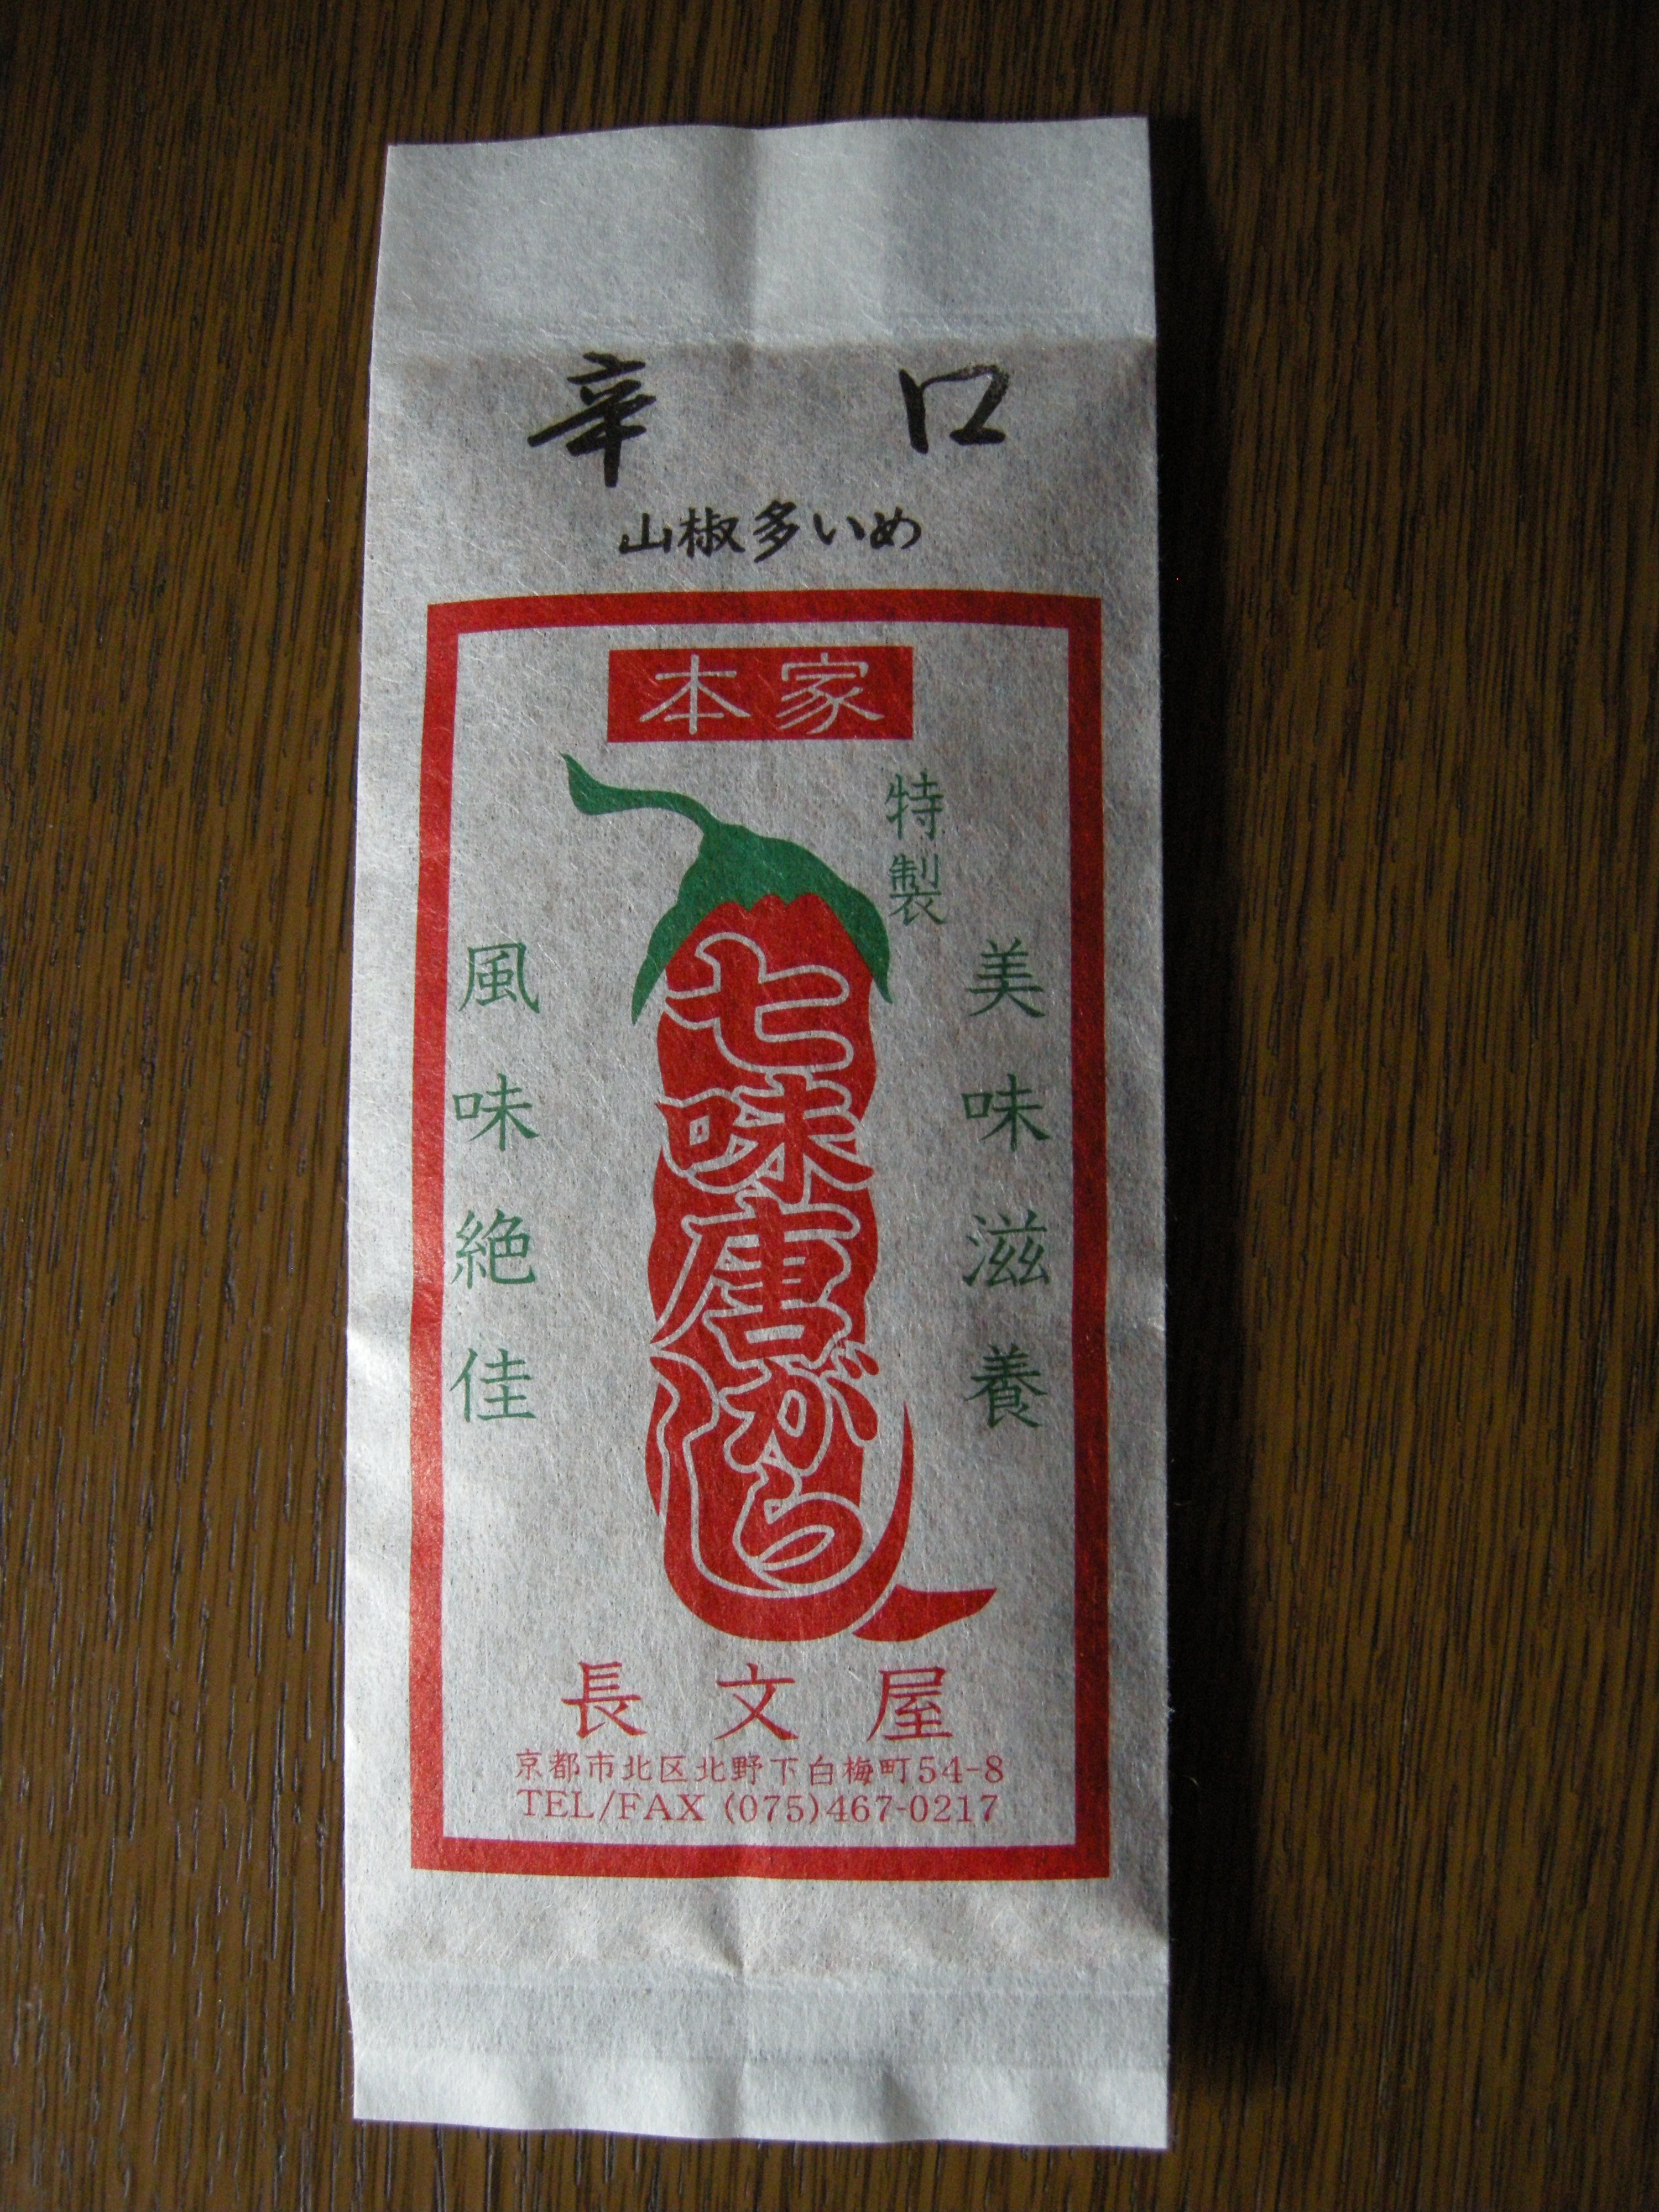 辛口
山椒多いめ
本家
特製
美味滋養
七味唐がらし
風味絶佳
長文屋
京都市北区北野下白梅町54-8
TEL/FAX (075)467-0217